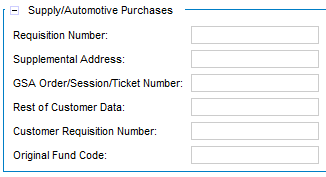 Supply/Automotive Purchases
Requisition Number:
Supplemental Address:
GSA Order/Session/Ticket Number:
Rest of Customer Data:
Customer Requisition Number:
Original Fund Code: